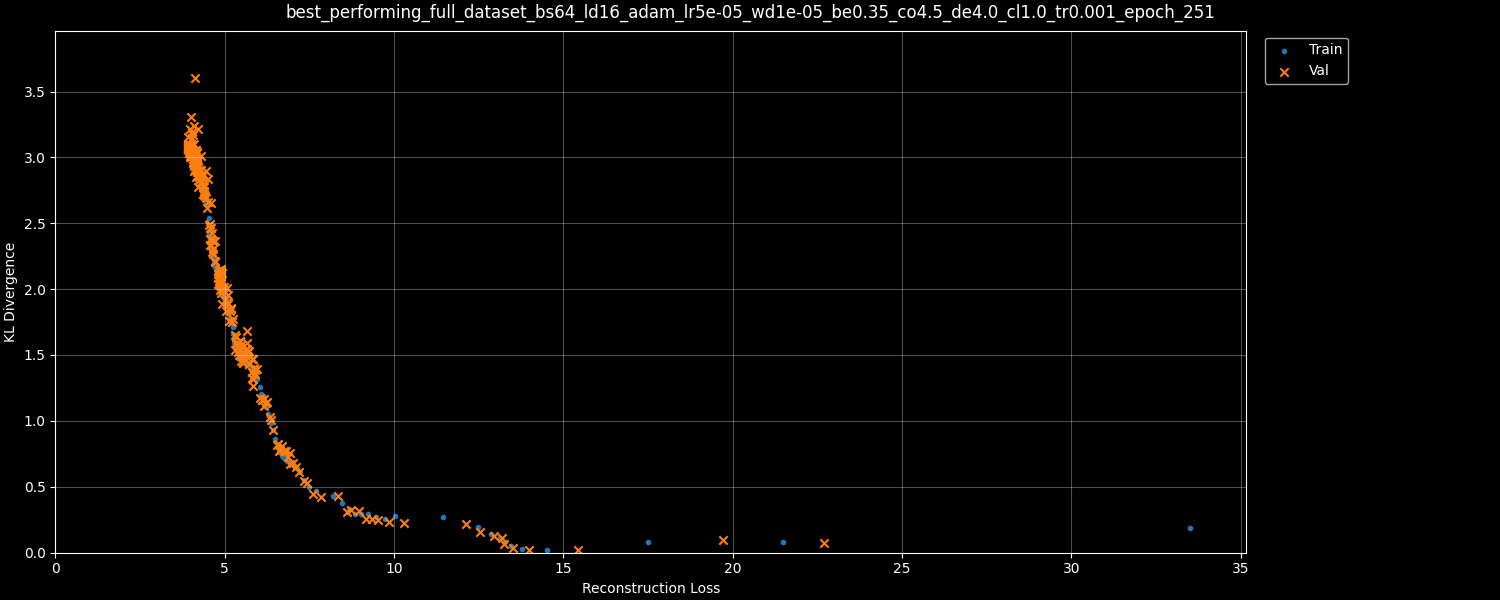 best_performing_full_dataset_bs64_ld16_adam_lr5e-05_wd1e-05_be0.35_co4.5_de4.0_cl1.0_tr0.001_epoch_251
Train
Val
3.5
3.0
2.5
2.0
1.5
1.0
0.5
0.0
KL Divergence
0 5 10 15 20 25 30 35
Reconstruction Loss